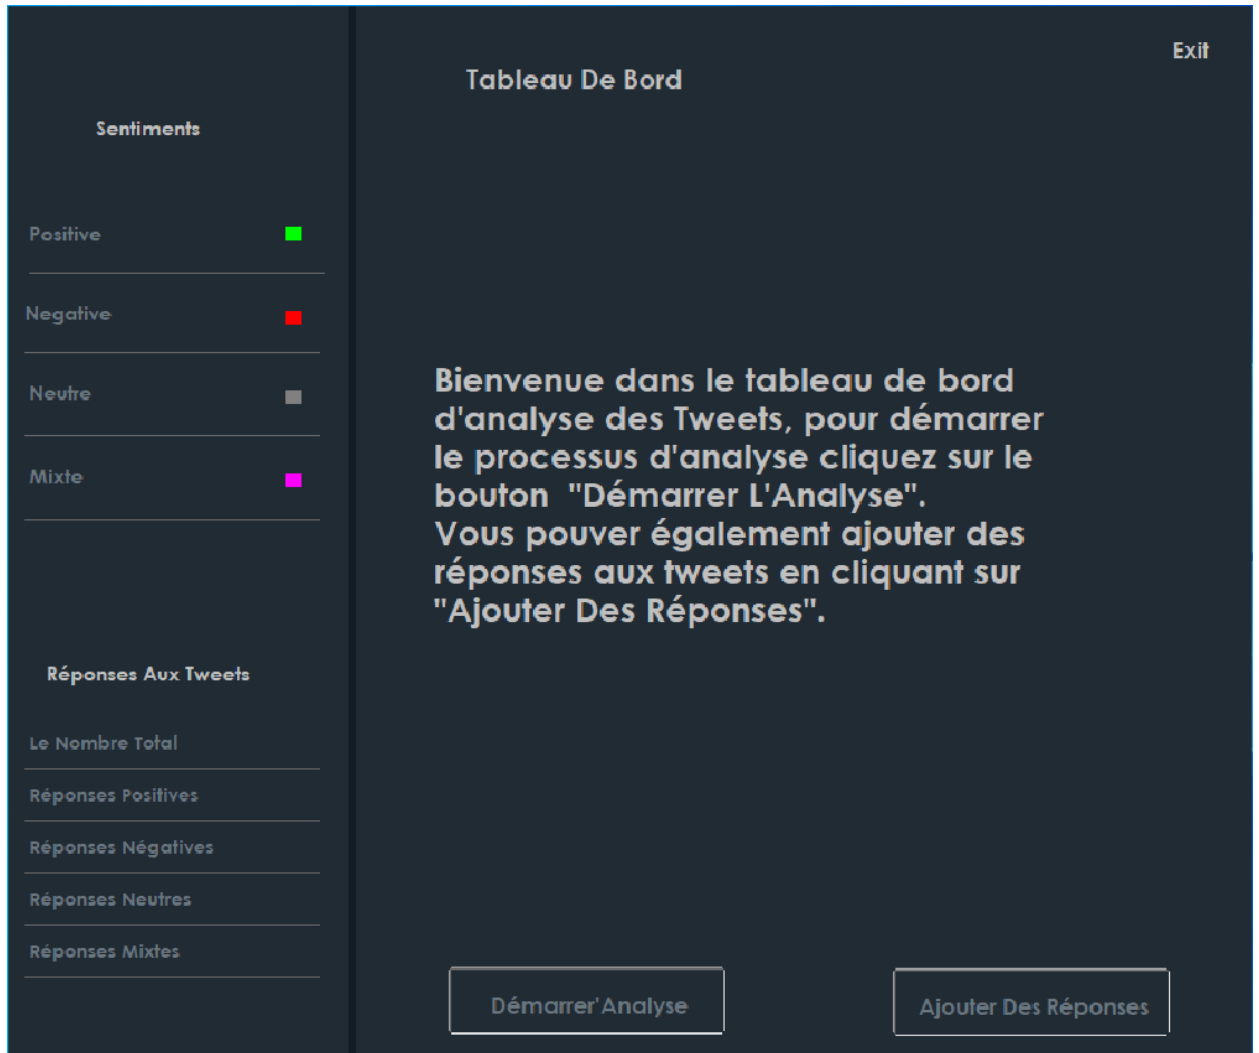 Exit
Tableau De Bord
Sentiments
Positive
Negative
Neutre
Mixte
Bienvenue dans le tableau de bord
d'analyse des Tweets, pour démarrer
le processus d'analyse cliquez sur le
bouton "Démarrer L'Analyse".
Vous pouver également ajouter des
réponses aux tweets en cliquant sur
"Ajouter Des Réponses".
Réponses Aux Tweets
Le Nombre Total
Réponses Positives
Réponses Négatives
Réponses Neutres
Réponses Mixtes
Démarrer'Analyse
Ajouter Des Réponses